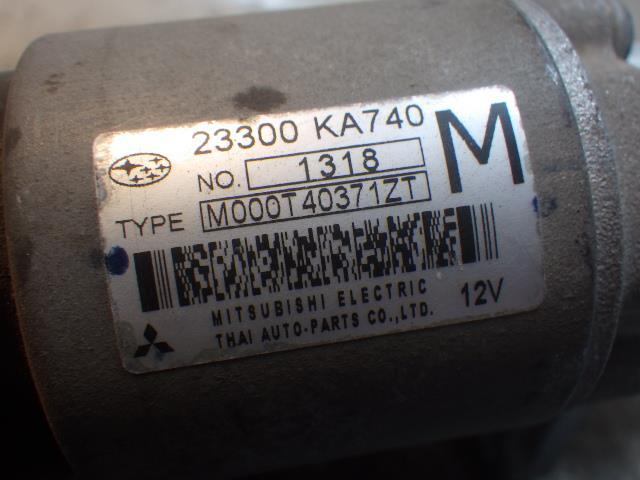 23300 KA740
M
NO. 1318
TYPE M000T40371ZT
MITSUBISHI ELECTRIC
THAI AUTO-PARTS CO.,LTD.
12V